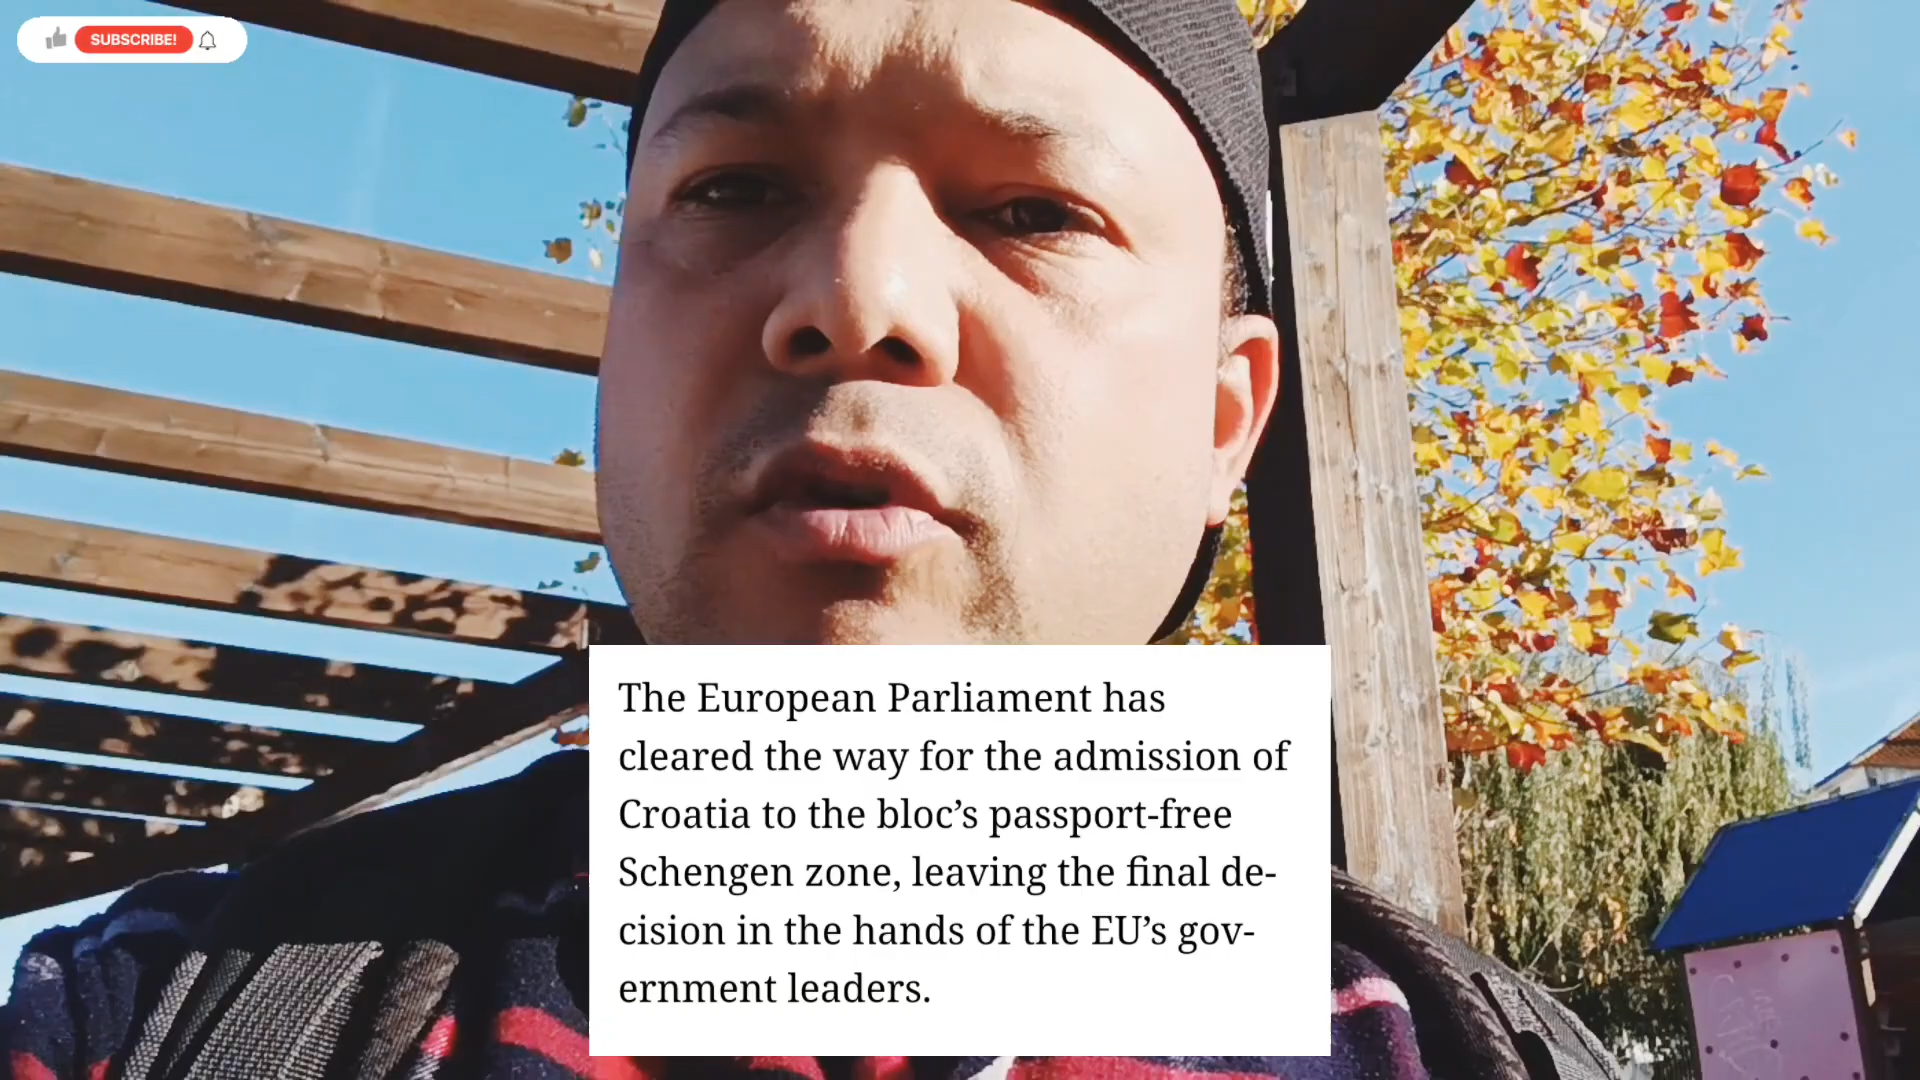 SUBSCRIBE!
The European Parliament has
cleared the way for the admission of
Croatia to the bloc’s passport-free
Schengen zone, leaving the final de-
cision in the hands of the EU’s gov-
ernment leaders.